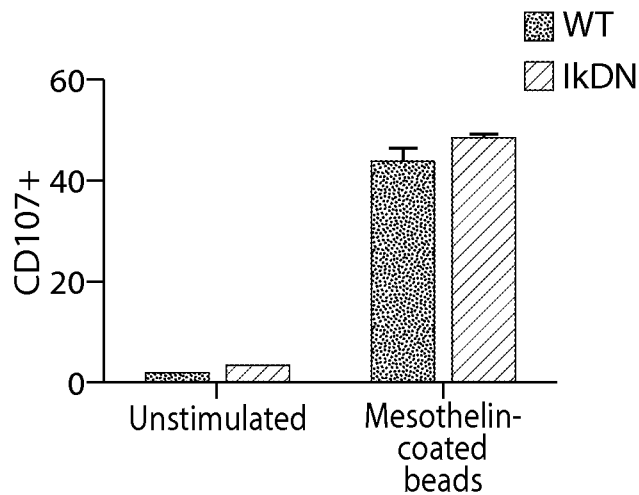 WT
IkDN
CD107+
60
40
20
0
Unstimulated
Mesothelin-
coated
beads